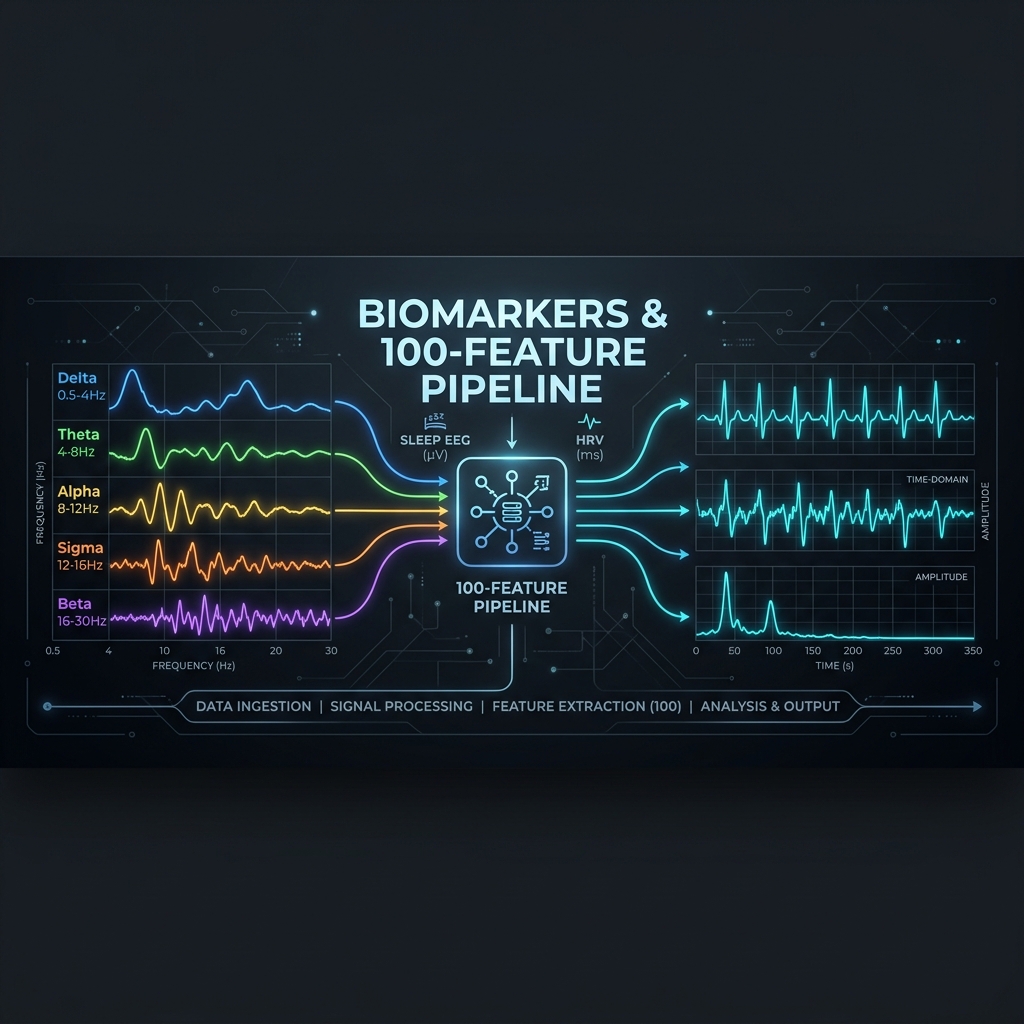 BIOMARKERS &
100-FEATURE
PIPELINE
Delta
0.5-4Hz
Theta
4-8Hz
Alpha
8-12Hz
Sigma
12-16Hz
Beta
16-30Hz
0.5 4 10 16 20 30
FREQUENCY (Hz)
SLEEP EEG
(µV)
HRV
(ms)
100-FEATURE
PIPELINE
TIME-DOMAIN
AMPLITUDE
AMPLITUDE
0 50 100 150 200 250 300 350
TIME (s)
DATA INGESTION | SIGNAL PROCESSING | FEATURE EXTRACTION (100) | ANALYSIS & OUTPUT